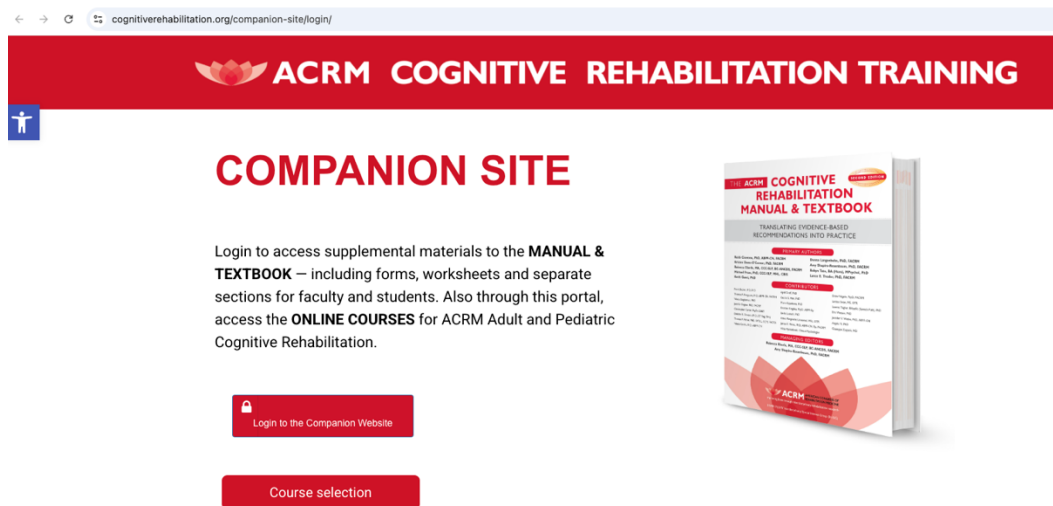 cognitiverehabilitation.org/companion-site/login/
ACRM COGNITIVE REHABILITATION TRAINING
COMPANION SITE
Login to access supplemental materials to the MANUAL &
TEXTBOOK — including forms, worksheets and separate
sections for faculty and students. Also through this portal,
access the ONLINE COURSES for ACRM Adult and Pediatric
Cognitive Rehabilitation.
Login to the Companion Website
Course selection
THE ACRM COGNITIVE
SECOND EDITION
REHABILITATION
MANUAL & TEXTBOOK
TRANSLATING EVIDENCE-BASED
RECOMMENDATIONS INTO PRACTICE
PRIMARY AUTHORS
CONTRIBUTORS
MANAGING EDITORS
ACRM